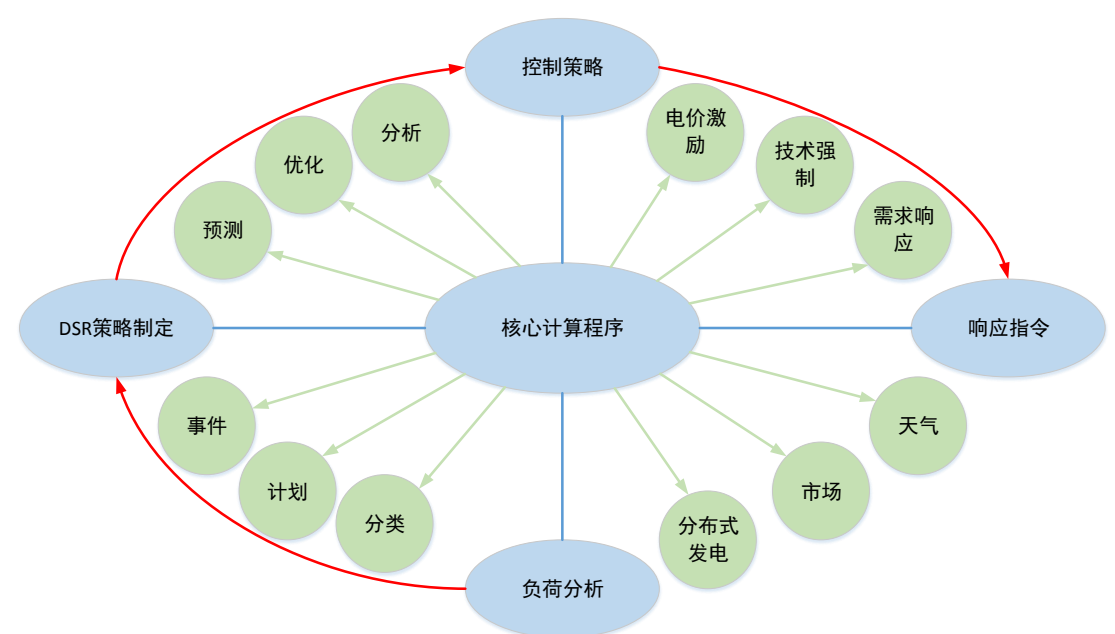 控制策略
分析
电价激
励
优化
技术强
制
预测
需求响
应
DSR策略制定
核心计算程序
响应指令
事件
天气
计划
市场
分类
分布式
发电
负荷分析